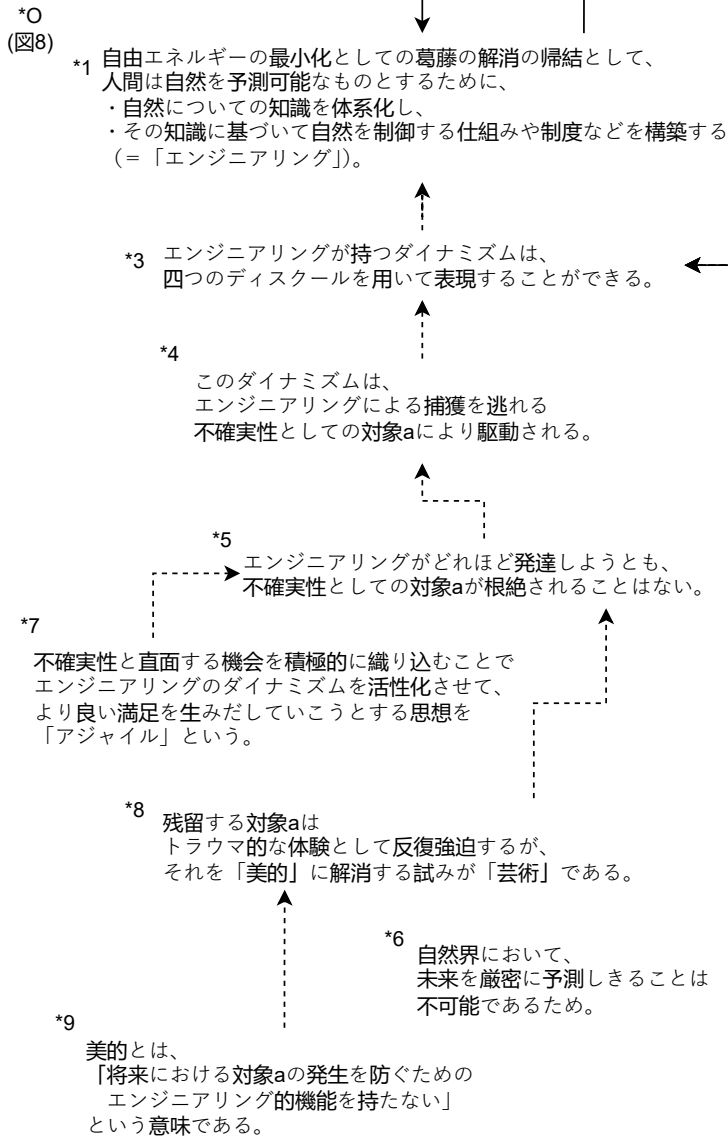 *O
(図8)
*1
自由エネルギーの最小化としての葛藤の解消の帰結として、
人間は自然を予測可能なものとするために、
・自然についての知識を体系化し、
・その知識に基づいて自然を制御する仕組みや制度などを構築する
（=「エンジニアリング」）。
*3
エンジニアリングが持つダイナミズムは、
四つのディスクールを用いて表現することができる。
*4
このダイナミズムは、
エンジニアリングによる捕獲を逃れる
不確実性としての対象aにより駆動される。
*5
エンジニアリングがどれほど発達しようとも、
不確実性としての対象aが根絶されることはない。
*7
不確実性と直面する機会を積極的に織り込むことで
エンジニアリングのダイナミズムを活性化させて、
より良い満足を生みだしていこうとする思想を
「アジャイル」という。
*8
残留する対象aは
トラウマ的な体験として反復強迫するが、
それを「美的」に解消する試みが「芸術」である。
*6
自然界において、
未来を厳密に予測しきることは
不可能であるため。
*9
美的とは、
「将来における対象aの発生を防ぐための
エンジニアリング的機能を持たない」
という意味である。